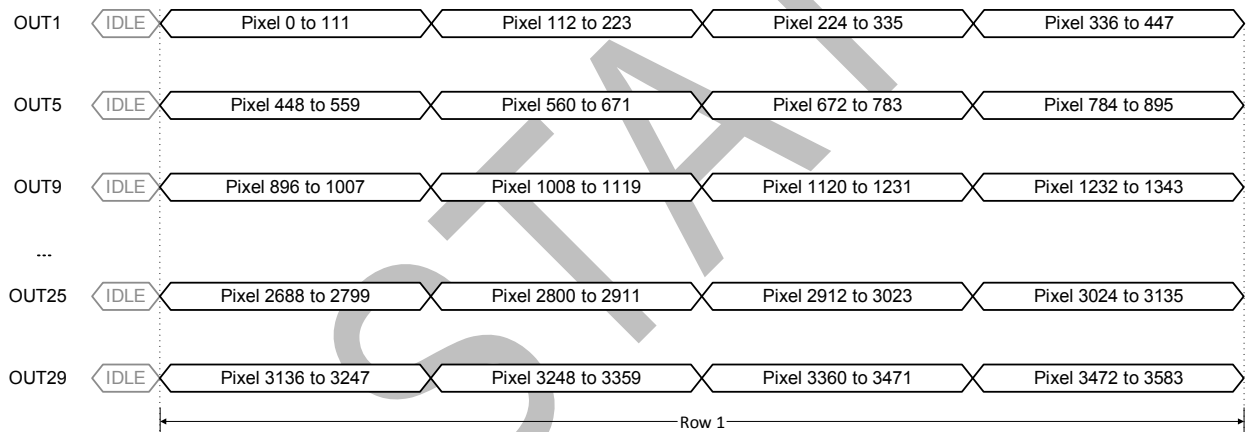 OUT1 IDLE Pixel 0 to 111 Pixel 112 to 223 Pixel 224 to 335 Pixel 336 to 447
OUT5 IDLE Pixel 448 to 559 Pixel 560 to 671 Pixel 672 to 783 Pixel 784 to 895
OUT9 IDLE Pixel 896 to 1007 Pixel 1008 to 1119 Pixel 1120 to 1231 Pixel 1232 to 1343
...
OUT25 IDLE Pixel 2688 to 2799 Pixel 2800 to 2911 Pixel 2912 to 3023 Pixel 3024 to 3135
OUT29 IDLE Pixel 3136 to 3247 Pixel 3248 to 3359 Pixel 3360 to 3471 Pixel 3472 to 3583
Row 1
STA